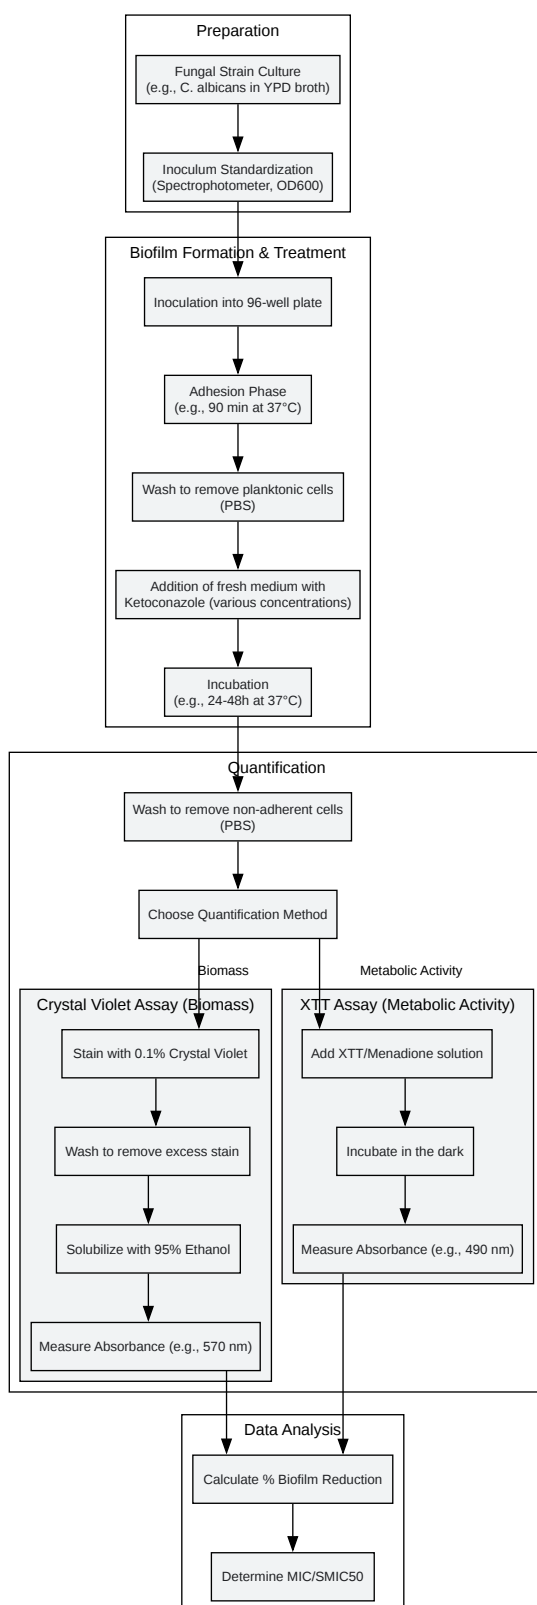 Preparation
Fungal Strain Culture
(e.g., C. albicans in YPD broth)
Inoculum Standardization
(Spectrophotometer, OD600)
Biofilm Formation & Treatment
Inoculation into 96-well plate
Adhesion Phase
(e.g., 90 min at 37°C)
Wash to remove planktonic cells
(PBS)
Addition of fresh medium with
Ketoconazole (various concentrations)
Incubation
(e.g., 24-48h at 37°C)
Quantification
Wash to remove non-adherent cells
(PBS)
Choose Quantification Method
Biomass
Metabolic Activity
Crystal Violet Assay (Biomass)
Stain with 0.1% Crystal Violet
Wash to remove excess stain
Solubilize with 95% Ethanol
Measure Absorbance (e.g., 570 nm)
XTT Assay (Metabolic Activity)
Add XTT/Menadione solution
Incubate in the dark
Measure Absorbance (e.g., 490 nm)
Data Analysis
Calculate % Biofilm Reduction
Determine MIC/SMIC50